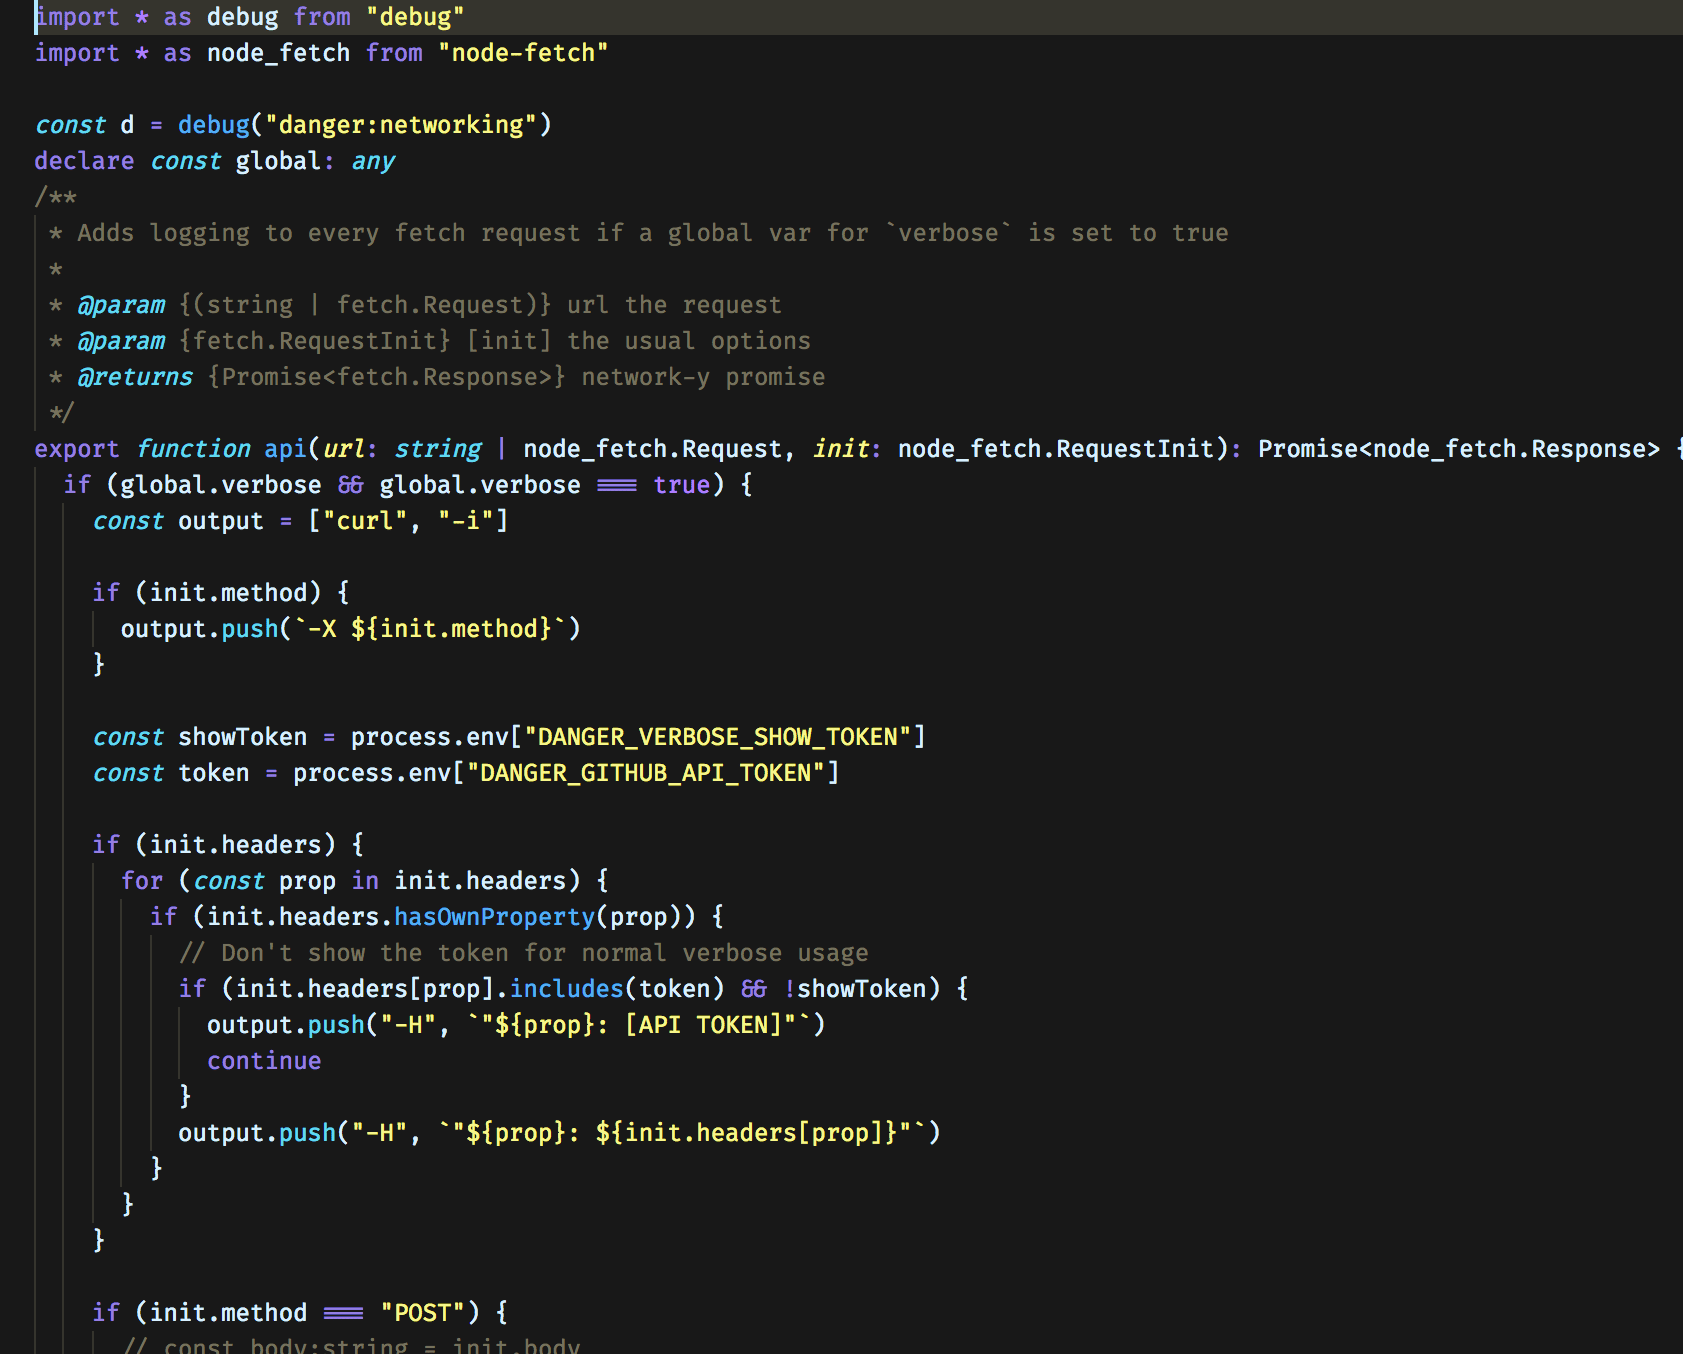 import * as debug from "debug"
import * as node_fetch from "node-fetch"

const d = debug("danger:networking")
declare const global: any
/**
 * Adds logging to every fetch request if a global var for `verbose` is set to true
 *
 * @param {(string | fetch.Request)} url the request
 * @param {fetch.RequestInit} [init] the usual options
 * @returns {Promise<fetch.Response>} network-y promise
 */
export function api(url: string | node_fetch.Request, init: node_fetch.RequestInit): Promise<node_fetch.Response> {
  if (global.verbose && global.verbose === true) {
    const output = ["curl", "-i"]

    if (init.method) {
      output.push(`-X ${init.method}`)
    }

    const showToken = process.env["DANGER_VERBOSE_SHOW_TOKEN"]
    const token = process.env["DANGER_GITHUB_API_TOKEN"]

    if (init.headers) {
      for (const prop in init.headers) {
        if (init.headers.hasOwnProperty(prop)) {
          // Don't show the token for normal verbose usage
          if (init.headers[prop].includes(token) && !showToken) {
            output.push("-H", `"${prop}: [API TOKEN]"`)
            continue
          }
          output.push("-H", `"${prop}: ${init.headers[prop]}"`)
        }
      }
    }

    if (init.method === "POST") {
      // const body:string = init.body